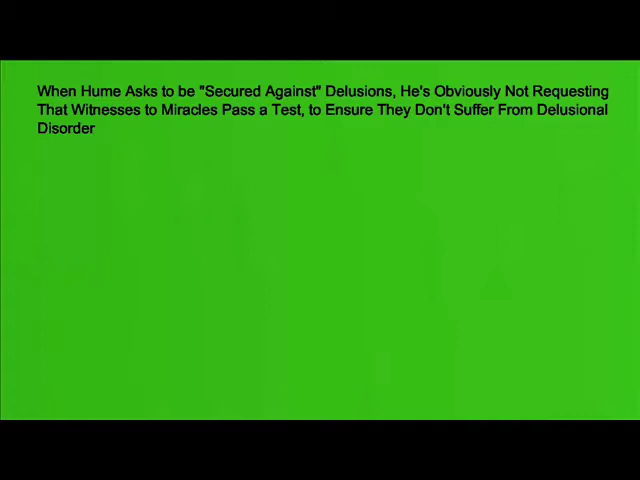 When Hume Asks to be "Secured Against" Delusions, He's Obviously Not Requesting
That Witnesses to Miracles Pass a Test, to Ensure They Don't Suffer From Delusional
Disorder